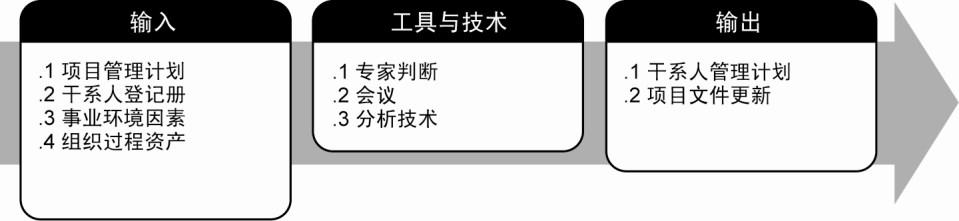 输入
.1 项目管理计划
.2 干系人登记册
.3 事业环境因素
.4 组织过程资产
工具与技术
.1 专家判断
.2 会议
.3 分析技术
输出
.1 干系人管理计划
.2 项目文件更新